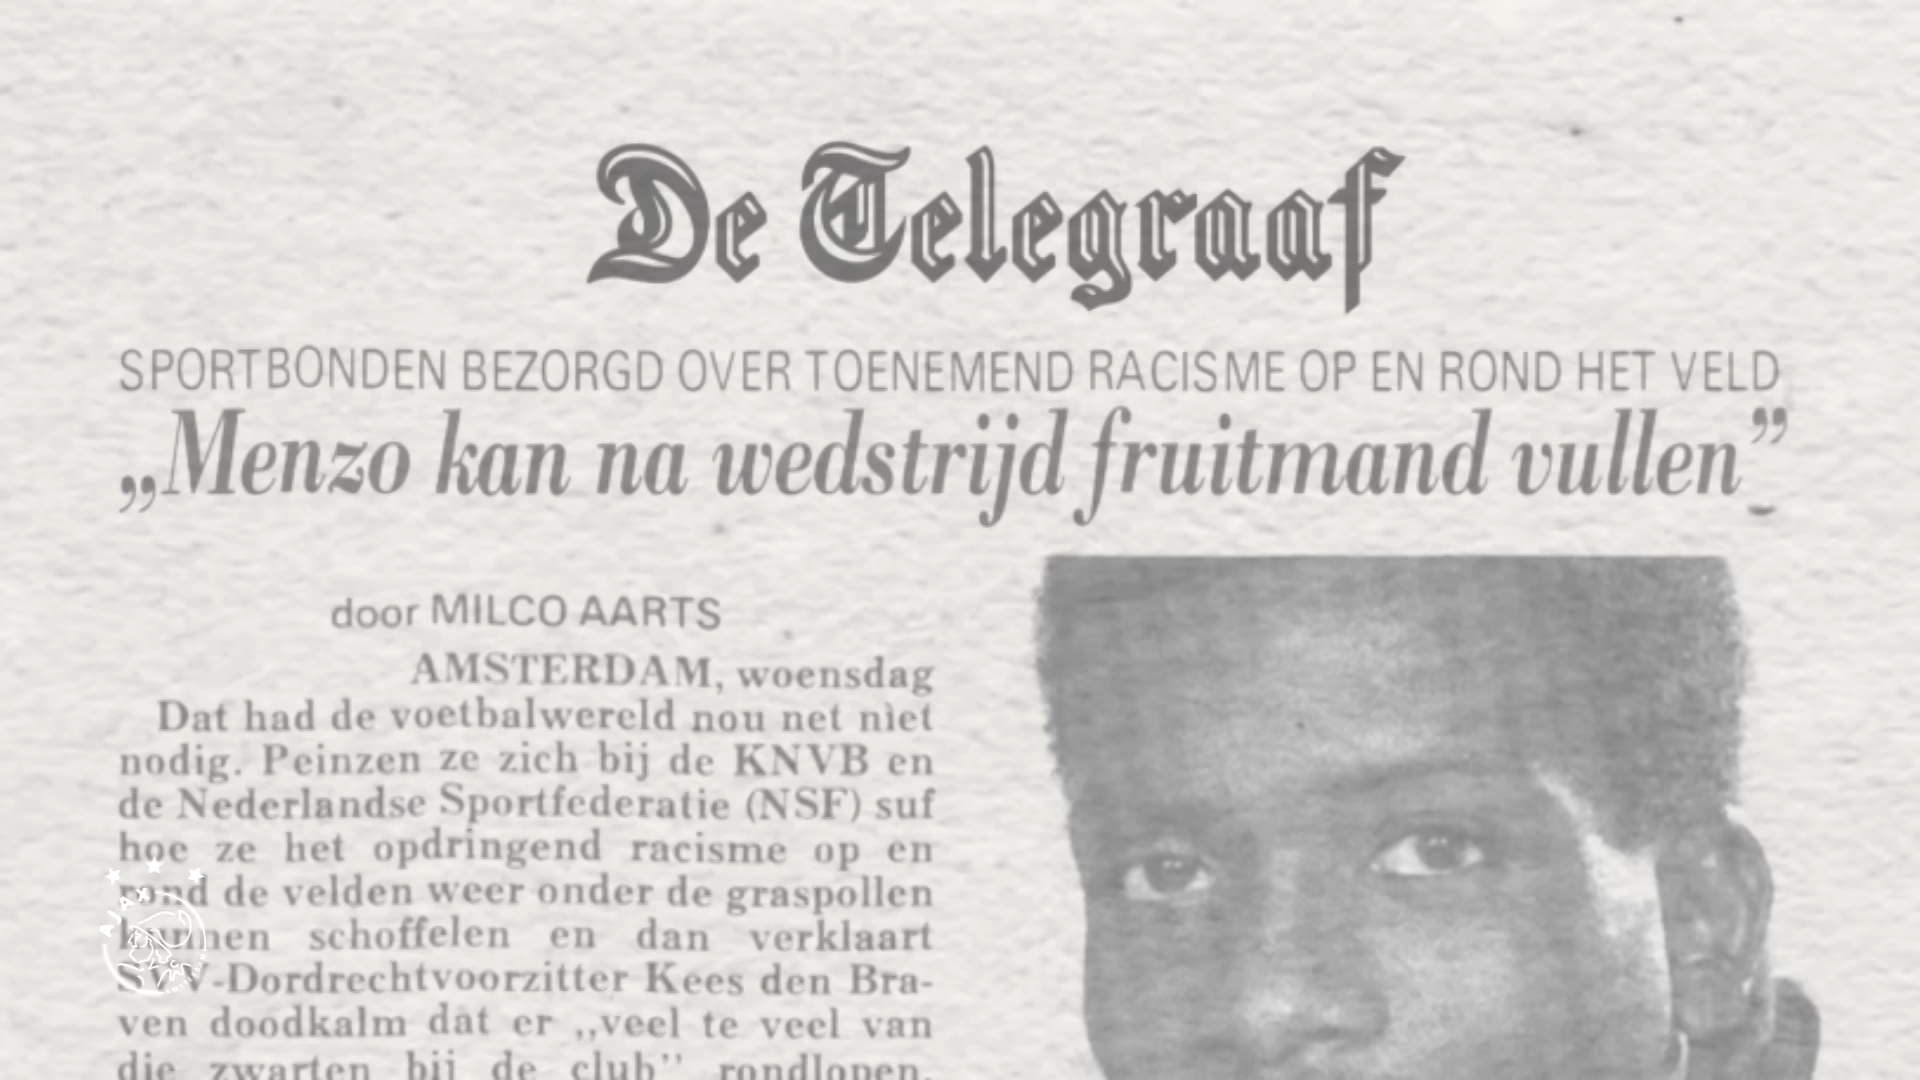 De Telegraaf
SPORTBONDEN BEZORGD OVER TOENEMEND RACISME OP EN ROND HET VELD
„Menzo kan na wedstrijd fruitmand vullen”
door MILCO AARTS
AMSTERDAM, woensdag
Dat had de voetbalwereld nou net niet
nodig. Peinzen ze zich bij de KNVB en
de Nederlandse Sportfederatie (NSF) suf
hoe ze het opdringend racisme op en
rond de velden weer onder de graspollen
kunnen schoffelen en dan verklaart
SVV-Dordrechtvoorzitter Kees den Bra-
ven doodkalm dat er „veel te veel van
die zwarten bij de club” rondlopen.
AJAX